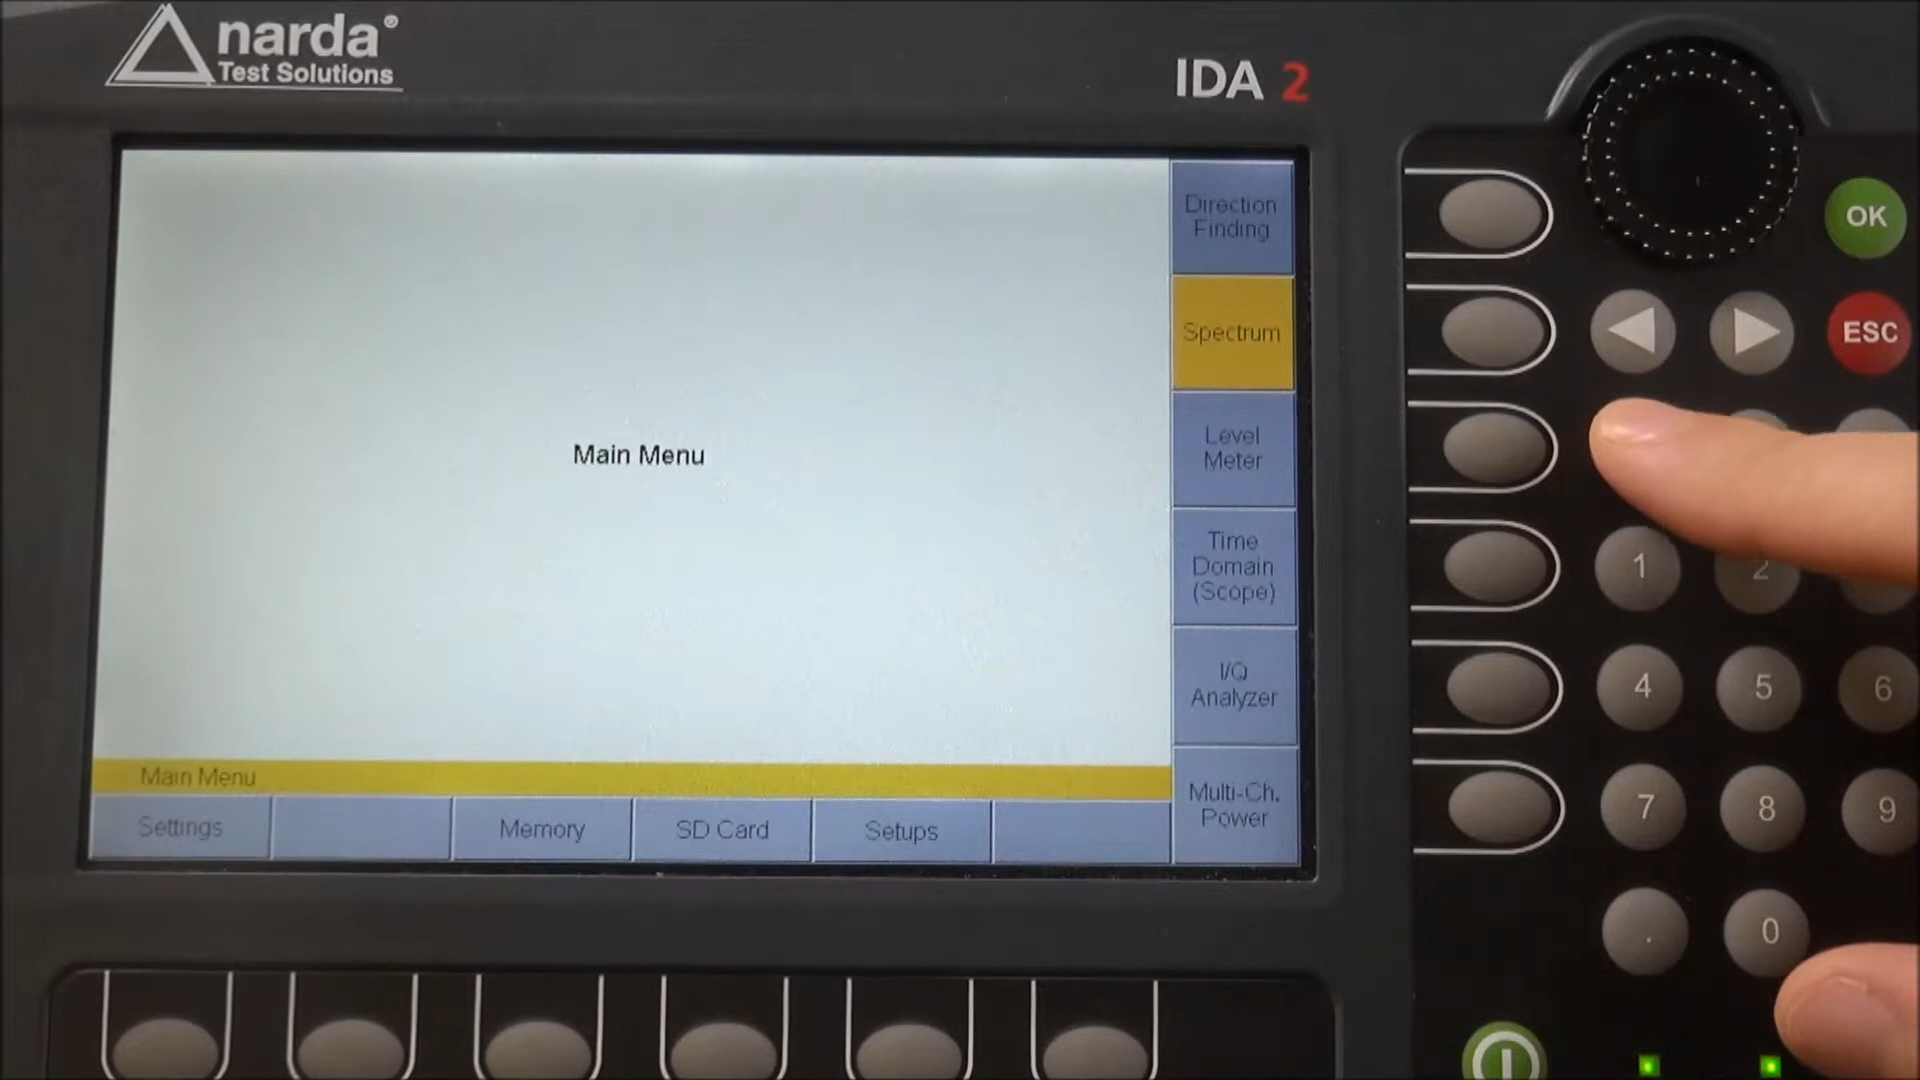 narda®
Test Solutions
IDA 2
Direction
Finding
OK
Spectrum
ESC
Level
Meter
Main Menu
Time
Domain
(Scope)
1
2
I/Q
Analyzer
4
5
6
Main Menu
Multi-Ch.
Power
7
8
9
Settings
Memory
SD Card
Setups
.
0